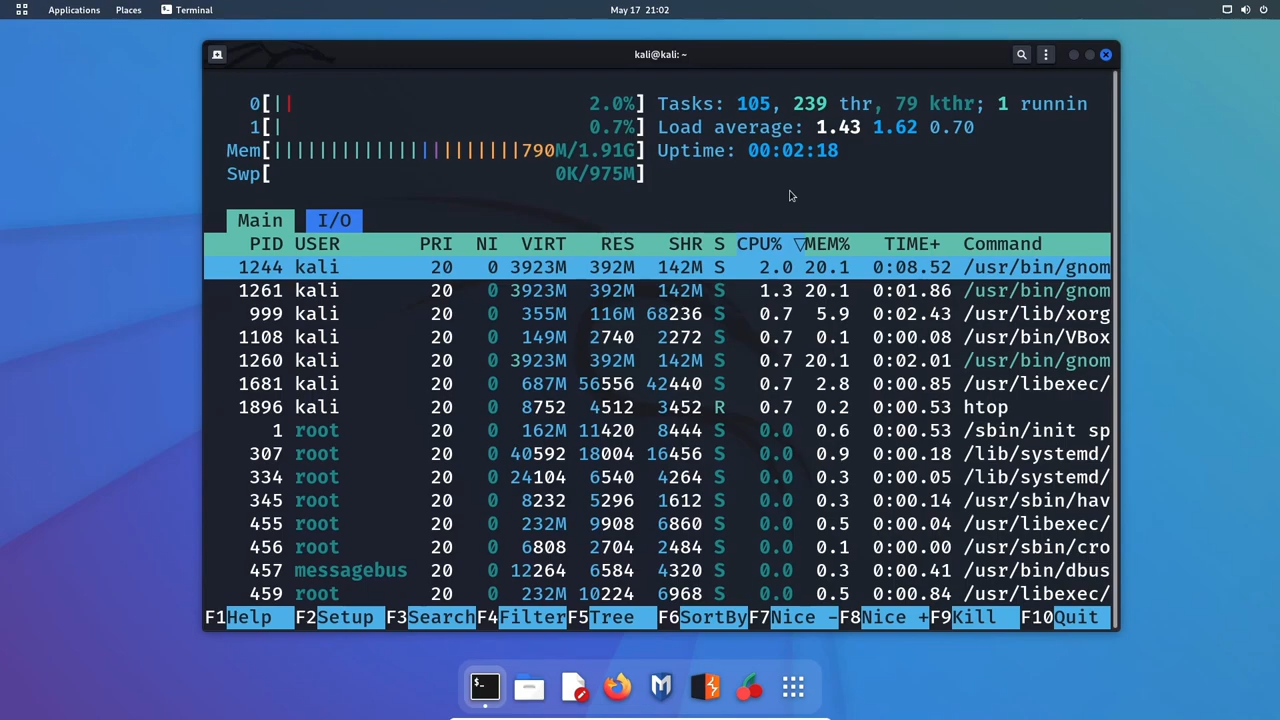 Applications Places Terminal May 17 21:02
kali@kali: ~
0[|| 2.0%] Tasks: 105, 239 thr, 79 kthr; 1 runnin
1[| 0.7%] Load average: 1.43 1.62 0.70
Mem[||||||||||||||||||||||790M/1.91G] Uptime: 00:02:18
Swp[ 0K/975M]
Main I/O
PID USER PRI NI VIRT RES SHR S CPU% ▽MEM% TIME+ Command
1244 kali 20 0 3923M 392M 142M S 2.0 20.1 0:08.52 /usr/bin/gnom
1261 kali 20 0 3923M 392M 142M S 1.3 20.1 0:01.86 /usr/bin/gnom
999 kali 20 0 355M 116M 68236 S 0.7 5.9 0:02.43 /usr/lib/xorg
1108 kali 20 0 149M 2740 2272 S 0.7 0.1 0:00.08 /usr/bin/VBox
1260 kali 20 0 3923M 392M 142M S 0.7 20.1 0:02.01 /usr/bin/gnom
1681 kali 20 0 687M 56556 42440 S 0.7 2.8 0:00.85 /usr/libexec/
1896 kali 20 0 8752 4512 3452 R 0.7 0.2 0:00.53 htop
1 root 20 0 162M 11420 8444 S 0.0 0.6 0:00.53 /sbin/init sp
307 root 20 0 40592 18004 16456 S 0.0 0.9 0:00.18 /lib/systemd/
334 root 20 0 24104 6540 4264 S 0.0 0.3 0:00.05 /lib/systemd/
345 root 20 0 8232 5296 1612 S 0.0 0.3 0:00.14 /usr/sbin/hav
455 root 20 0 232M 9908 6860 S 0.0 0.5 0:00.04 /usr/libexec/
456 root 20 0 6808 2704 2484 S 0.0 0.1 0:00.00 /usr/sbin/cro
457 messagebus 20 0 12264 6584 4320 S 0.0 0.3 0:00.41 /usr/bin/dbus
459 root 20 0 232M 10224 6968 S 0.0 0.5 0:00.84 /usr/libexec/
F1Help F2Setup F3SearchF4FilterF5Tree F6SortByF7Nice -F8Nice +F9Kill F10Quit